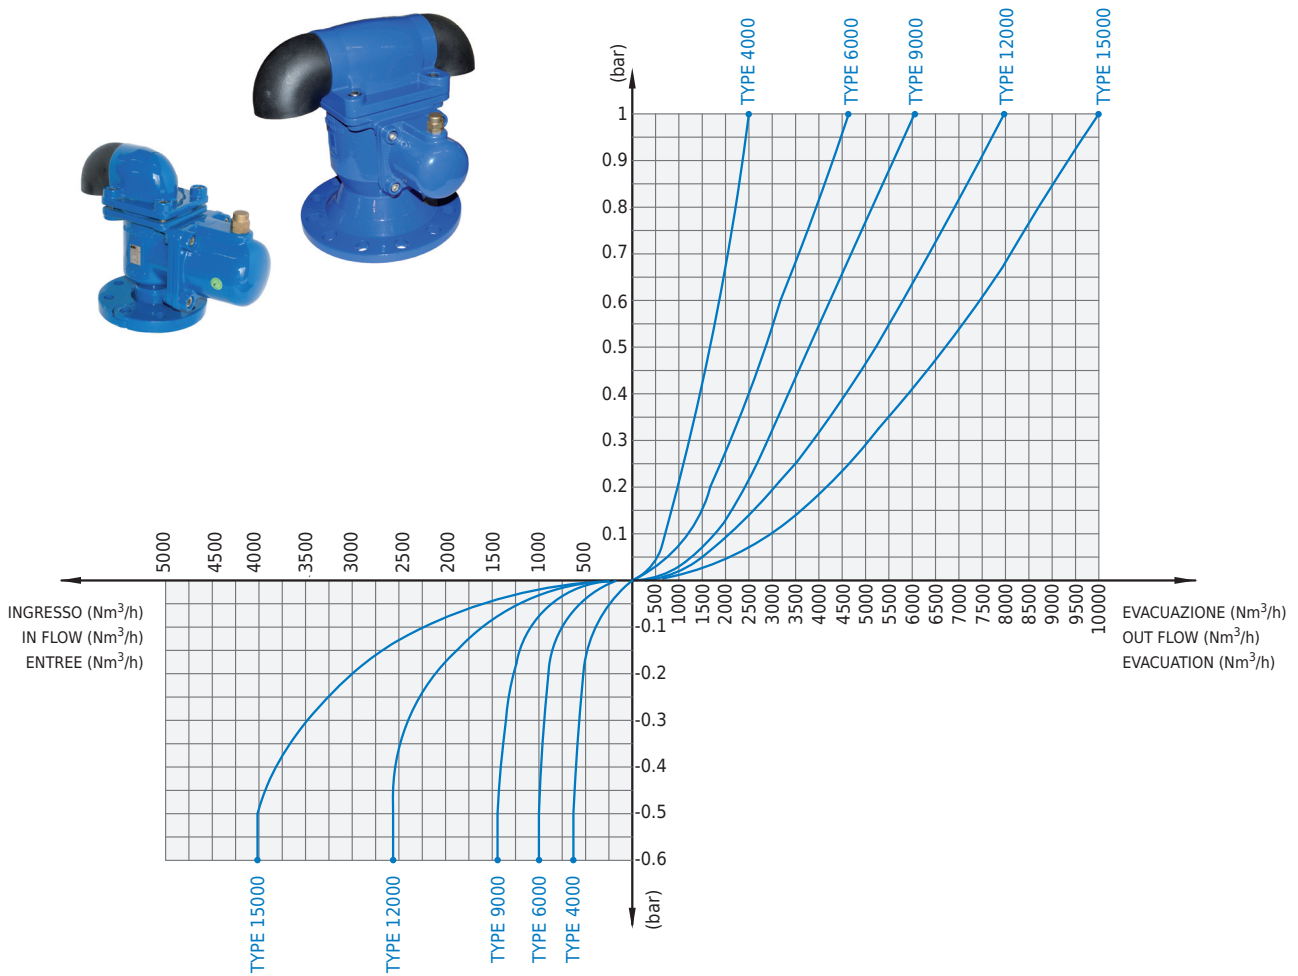 (bar)
TYPE 4000
TYPE 6000
TYPE 9000
TYPE 12000
TYPE 15000
1
0.9
0.8
0.7
0.6
0.5
0.4
0.3
0.2
0.1
5000
4500
4000
3500
3000
2500
2000
1500
1000
500
500
1000
1500
2000
2500
3000
3500
4000
4500
5000
5500
6000
6500
7000
7500
8000
8500
9000
9500
10000
INGRESSO (Nm³/h)
IN FLOW (Nm³/h)
ENTREE (Nm³/h)
EVACUAZIONE (Nm³/h)
OUT FLOW (Nm³/h)
EVACUATION (Nm³/h)
-0.1
-0.2
-0.3
-0.4
-0.5
-0.6
TYPE 15000
TYPE 12000
TYPE 9000
TYPE 6000
TYPE 4000
(bar)